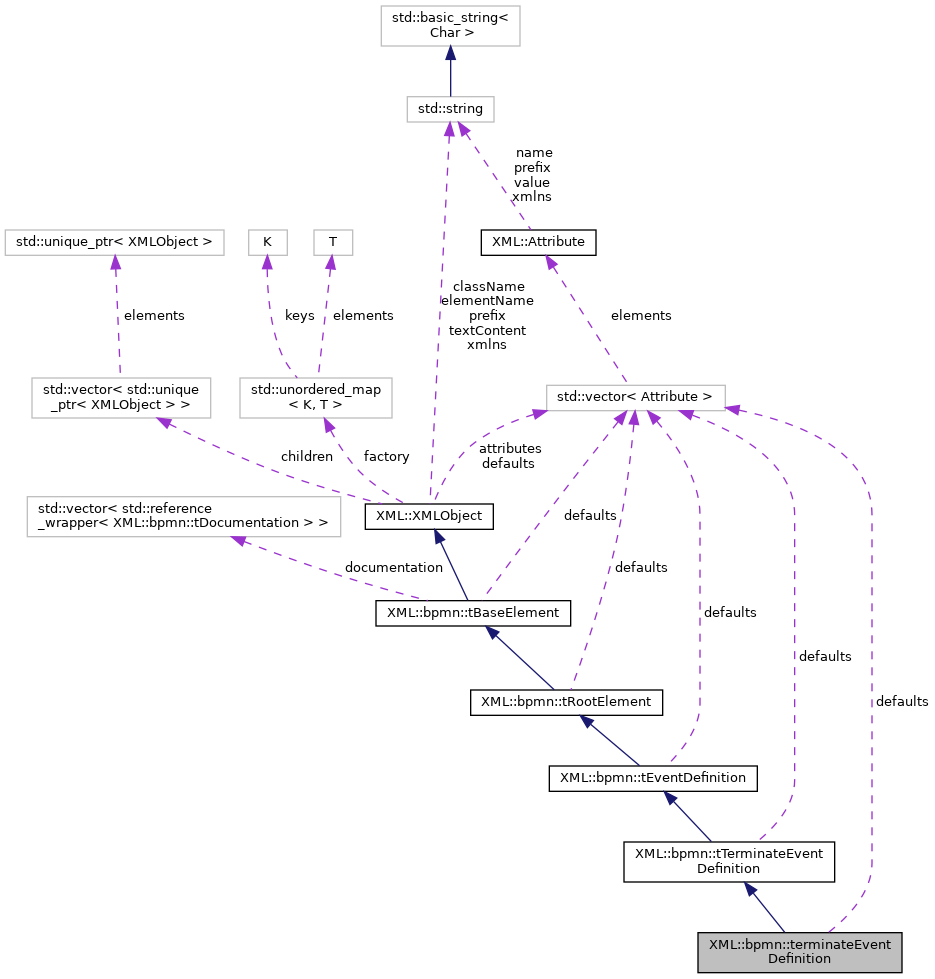 std::basic_string<
Char >
std::string
name
prefix
value
xmlns
std::unique_ptr< XMLObject >
K
T
XML::Attribute
className
elementName
prefix
textContent
xmlns
elements
keys
elements
elements
std::vector< std::unique
_ptr< XMLObject > >
std::unordered_map
< K, T >
std::vector< Attribute >
children
factory
attributes
defaults
std::vector< std::reference
_wrapper< XML::bpmn::tDocumentation > >
XML::XMLObject
defaults
documentation
defaults
XML::bpmn::tBaseElement
defaults
defaults
XML::bpmn::tRootElement
defaults
XML::bpmn::tEventDefinition
XML::bpmn::tTerminateEvent
Definition
XML::bpmn::terminateEvent
Definition